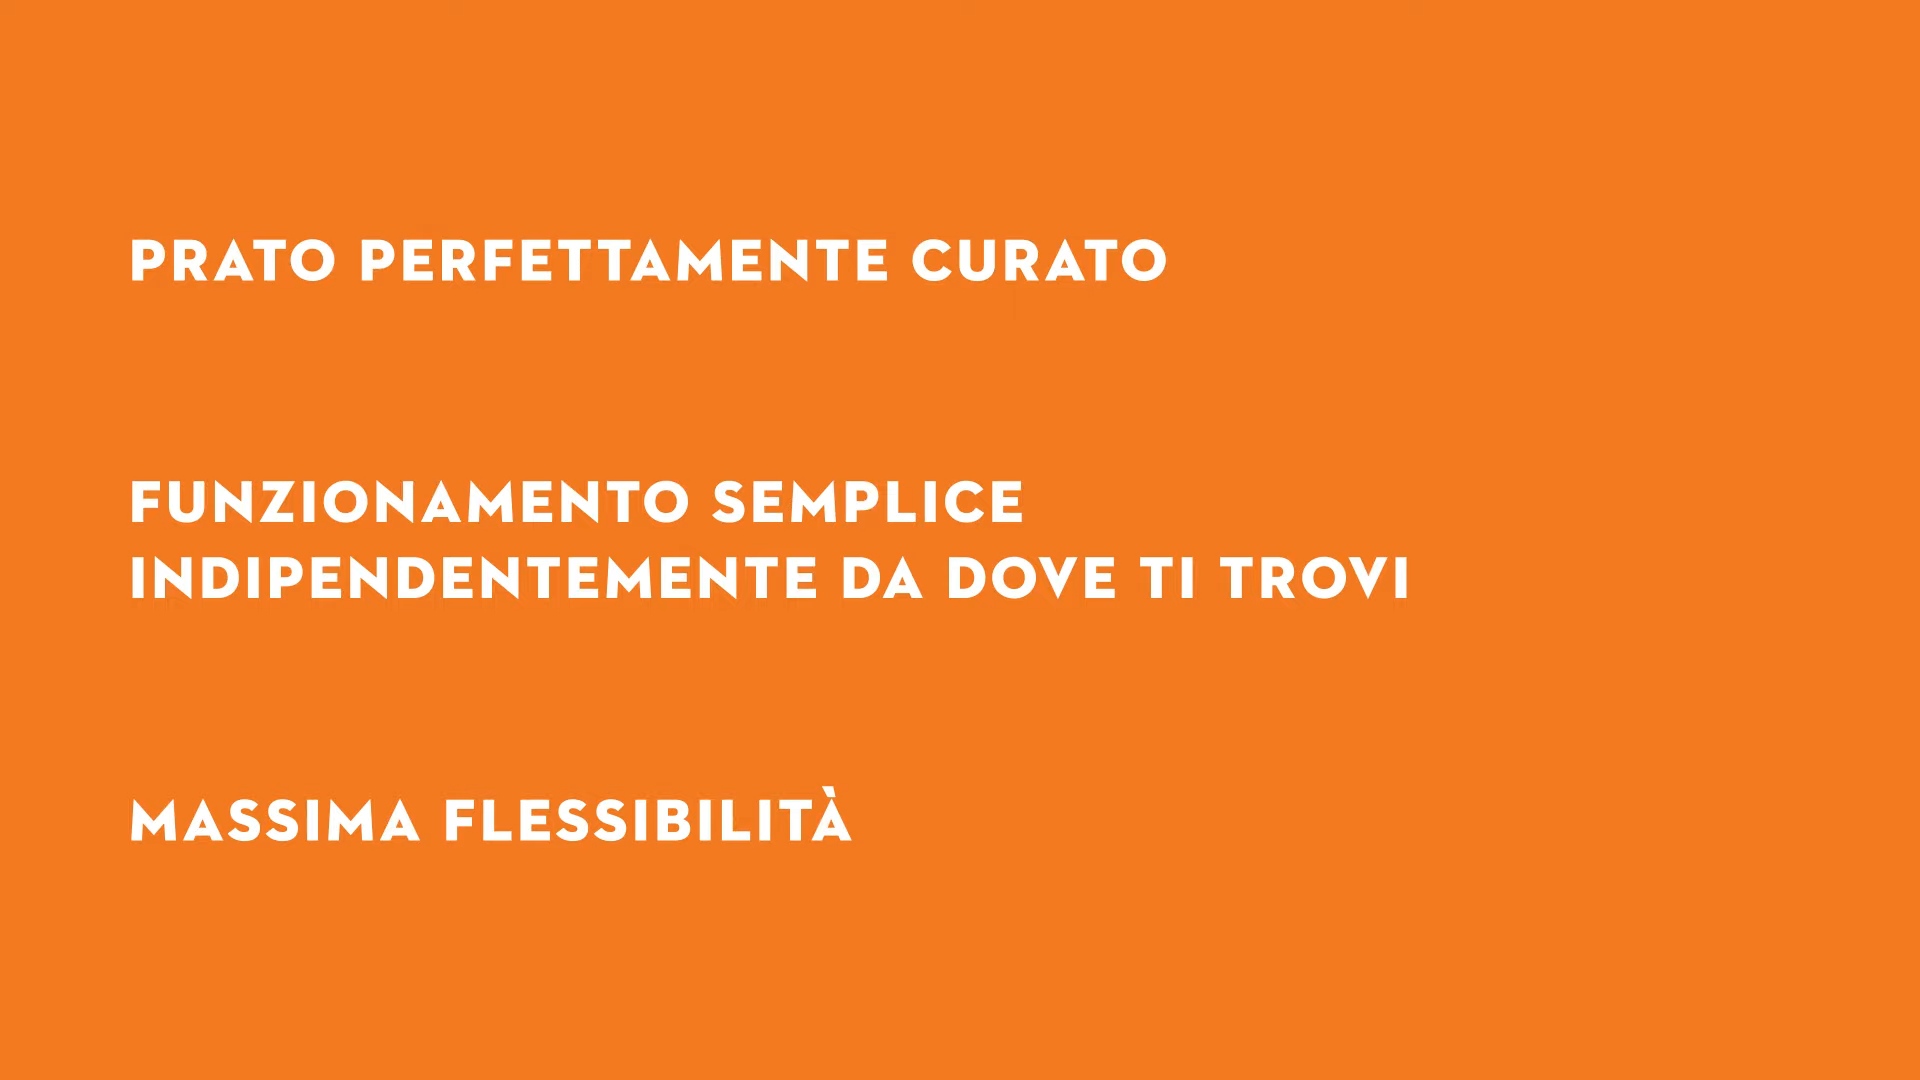 PRATO PERFETTAMENTE CURATO
FUNZIONAMENTO SEMPLICE
INDIPENDENTEMENTE DA DOVE TI TROVI
MASSIMA FLESSIBILITÀ